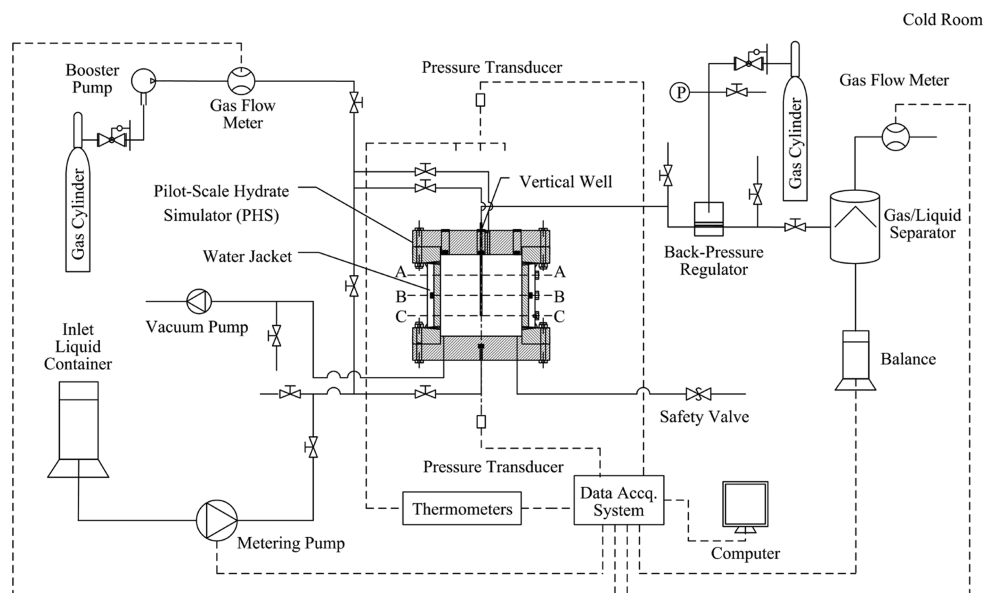 Cold Room
Booster
Pump
Gas Flow
Meter
Gas Cylinder
Pressure Transducer
P
Gas Cylinder
Gas Flow Meter
Pilot-Scale Hydrate
Simulator (PHS)
Vertical Well
Water Jacket
Back-Pressure
Regulator
Gas/Liquid
Separator
A
A
B
B
C
C
Vacuum Pump
Inlet
Liquid
Container
Balance
Safety Valve
Pressure Transducer
Thermometers
Data Accq.
System
Metering Pump
Computer